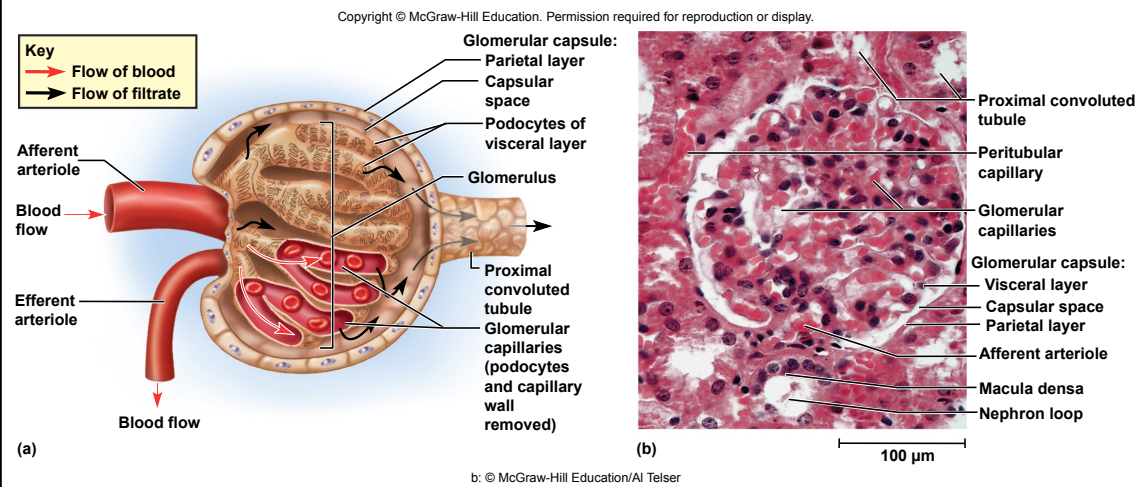 Copyright © McGraw-Hill Education. Permission required for reproduction or display.
Key
Flow of blood
Flow of filtrate
Afferent
arteriole
Blood
flow
Efferent
arteriole
Blood flow
(a)
Glomerular capsule:
Parietal layer
Capsular
space
Podocytes of
visceral layer
Glomerulus
Proximal
convoluted
tubule
Glomerular
capillaries
(podocytes
and capillary
wall
removed)
Proximal convoluted
tubule
Peritubular
capillary
Glomerular
capillaries
Glomerular capsule:
Visceral layer
Capsular space
Parietal layer
Afferent arteriole
Macula densa
Nephron loop
(b)
100 μm
b: © McGraw-Hill Education/Al Telser